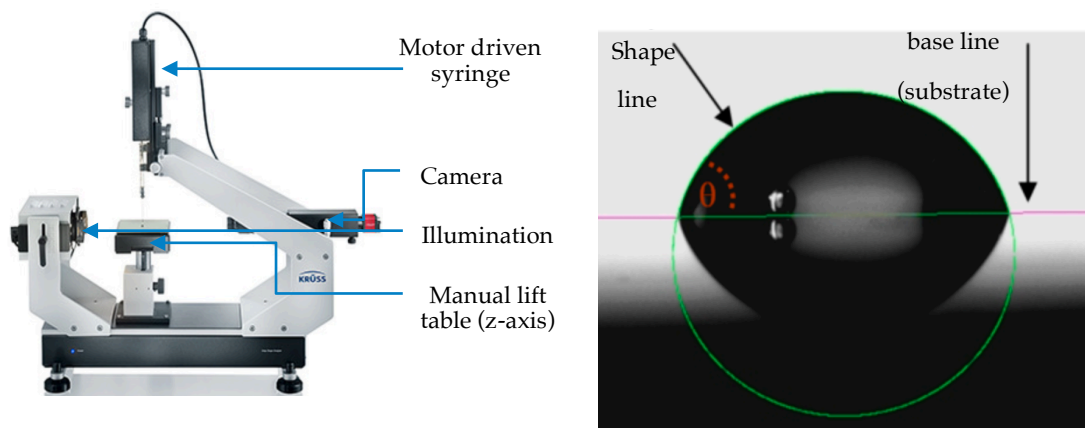 Motor driven
syringe
Camera
Illumination
Manual lift
table (z-axis)
KRÜSS
Shape
line
base line
(substrate)
θ